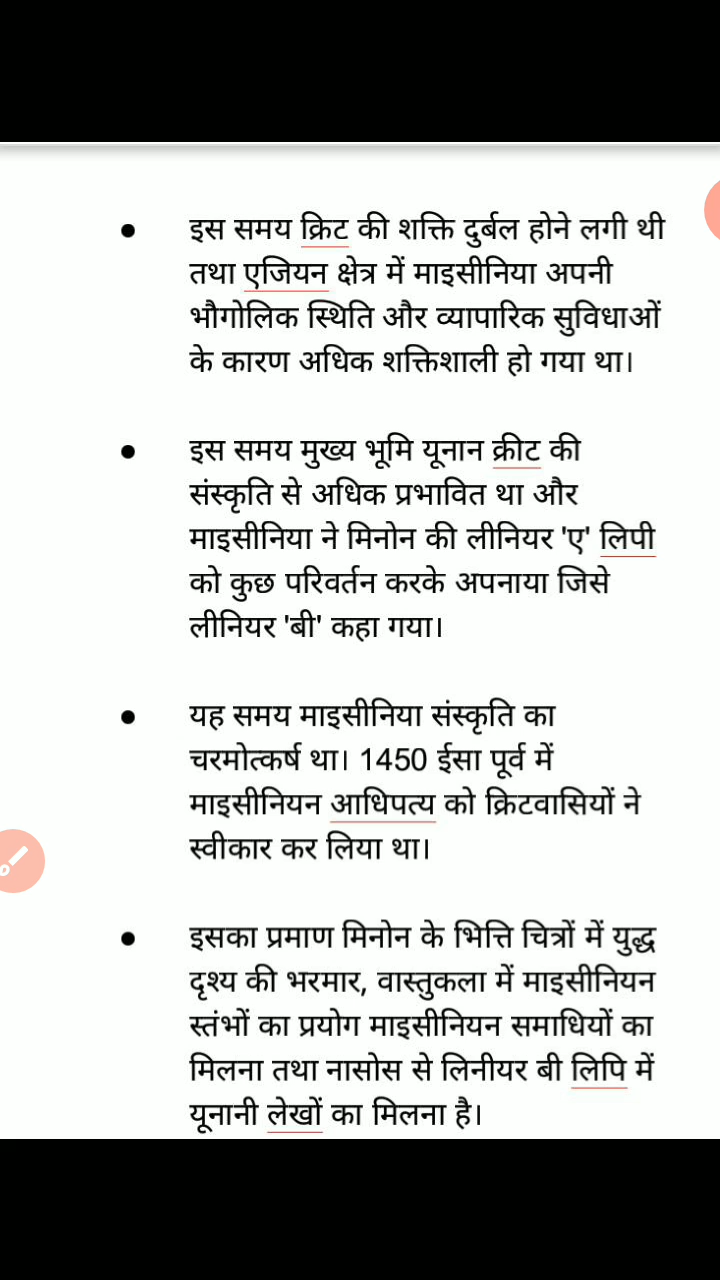 ● इस समय क्रिट की शक्ति दुर्बल होने लगी थी
तथा एजियन क्षेत्र में माइसीनिया अपनी
भौगोलिक स्थिति और व्यापारिक सुविधाओं
के कारण अधिक शक्तिशाली हो गया था।
● इस समय मुख्य भूमि यूनान क्रीट की
संस्कृति से अधिक प्रभावित था और
माइसीनिया ने मिनोन की लीनियर 'ए' लिपी
को कुछ परिवर्तन करके अपनाया जिसे
लीनियर 'बी' कहा गया।
● यह समय माइसीनिया संस्कृति का
चरमोत्कर्ष था। 1450 ईसा पूर्व में
माइसीनियन आधिपत्य को क्रिटवासियों ने
स्वीकार कर लिया था।
● इसका प्रमाण मिनोन के भित्ति चित्रों में युद्ध
दृश्य की भरमार, वास्तुकला में माइसीनियन
स्तंभों का प्रयोग माइसीनियन समाधियों का
मिलना तथा नासोस से लिनीयर बी लिपि में
यूनानी लेखों का मिलना है।